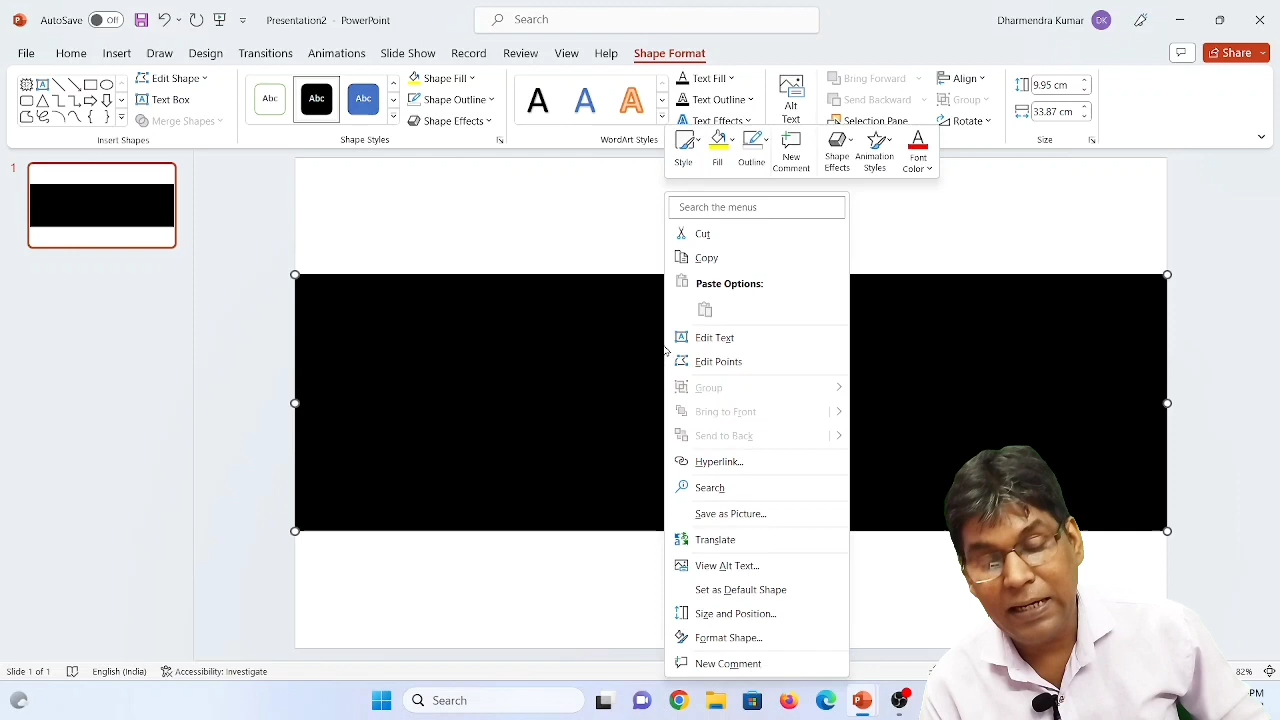 AutoSave Off Presentation2 - PowerPoint Search Dharmendra Kumar DK
File Home Insert Draw Design Transitions Animations Slide Show Record Review View Help Shape Format Share
Edit Shape
Text Box
Merge Shapes
Insert Shapes
Abc Abc Abc
Shape Fill
Shape Outline
Shape Effects
Shape Styles
A A A
Text Fill
Text Outline
Text Effects
WordArt Styles
Alt
Text
Bring Forward
Send Backward
Selection Pane
Align
Group
Rotate
9.95 cm
33.87 cm
Size
Style
Fill
Outline
New
Comment
Shape
Effects
Animation
Styles
Font
Color
1
Search the menus
Cut
Copy
Paste Options:
Edit Text
Edit Points
Group
Bring to Front
Send to Back
Hyperlink...
Search
Save as Picture...
Translate
View Alt Text...
Set as Default Shape
Size and Position...
Format Shape...
New Comment
Slide 1 of 1 English (India) Accessibility: Investigate 82%
Search PM